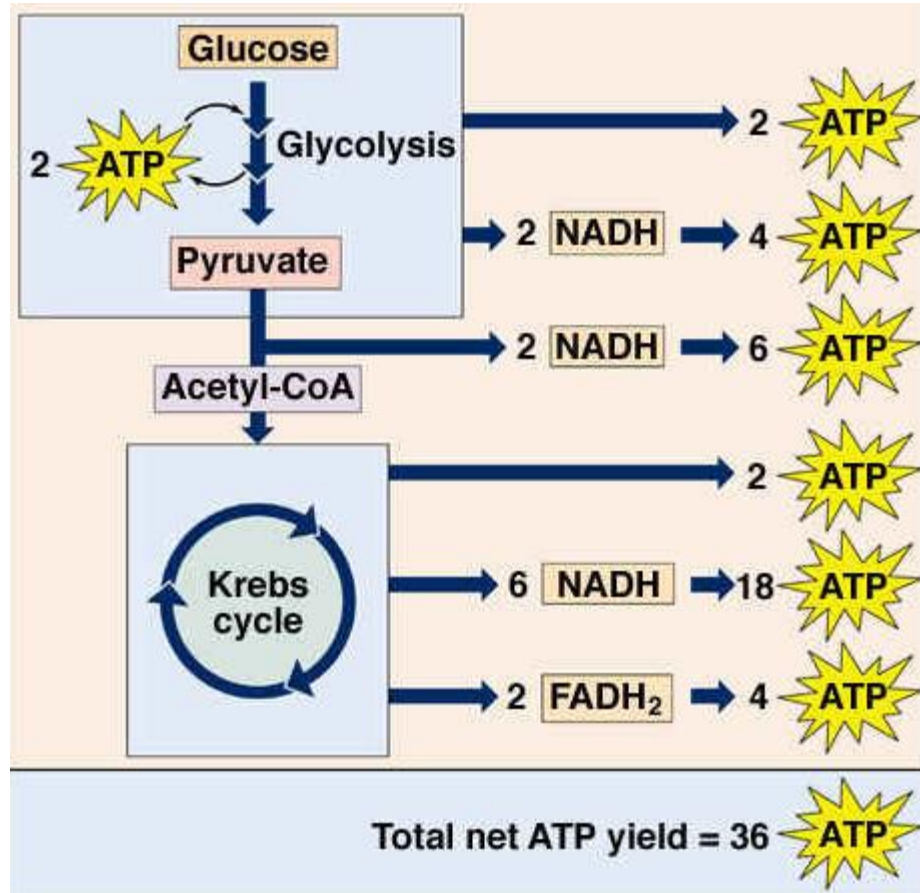 Glucose
2 ATP
Glycolysis
2 ATP
Pyruvate
2 NADH 4 ATP
2 NADH 6 ATP
Acetyl-CoA
2 ATP
Krebs
cycle
6 NADH 18 ATP
2 FADH₂ 4 ATP
Total net ATP yield = 36 ATP